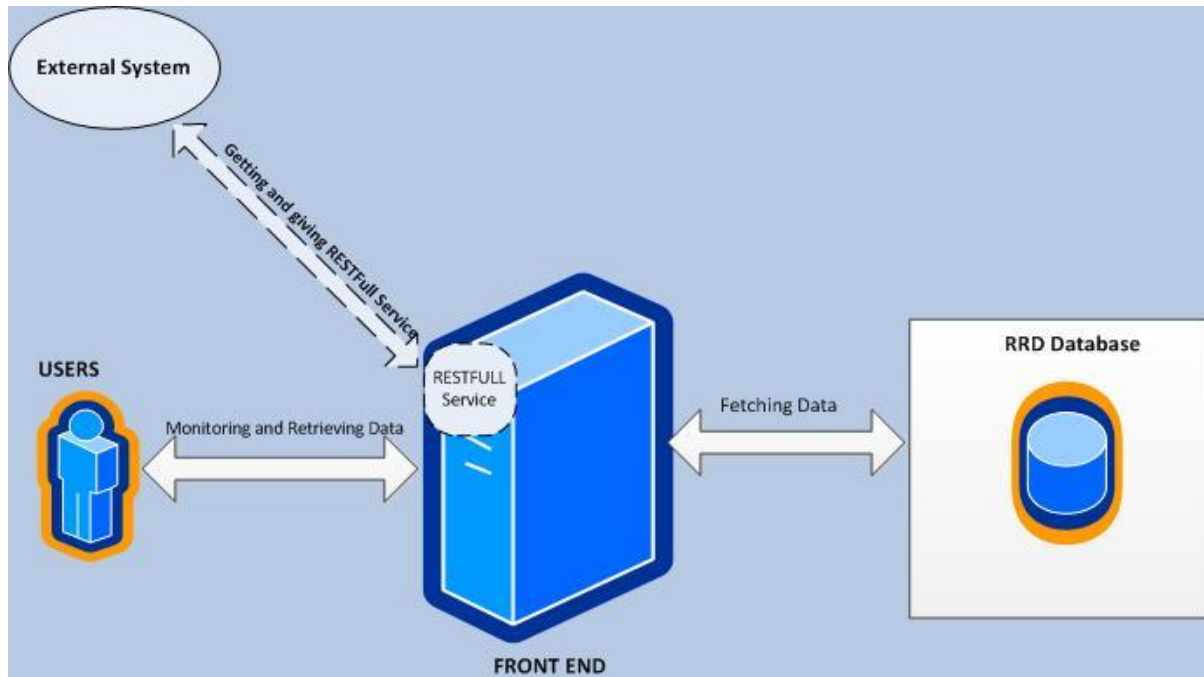 External System
Getting and giving RESTFull Service
USERS
Monitoring and Retrieving Data
RESTFULL
Service
Fetching Data
RRD Database
FRONT END